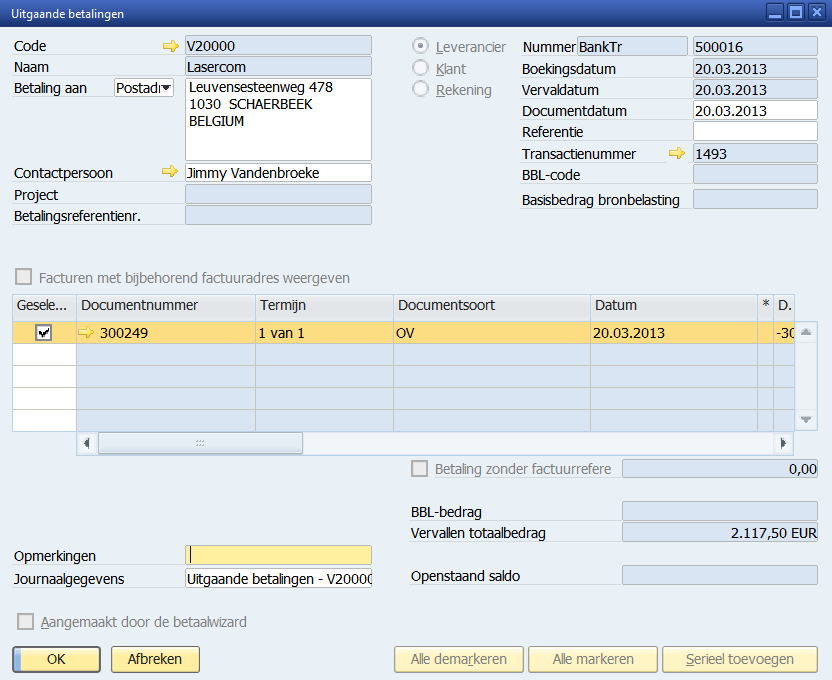 Uitgaande betalingen
Code V20000
Naam Lasercom
Betaling aan Postadr Leuvensesteenweg 478
1030 SCHAERBEEK
BELGIUM
Contactpersoon Jimmy Vandenbroeke
Project
Betalingsreferentienr.
Leverancier
Klant
Rekening
Nummer BankTr 500016
Boekingsdatum 20.03.2013
Vervaldatum 20.03.2013
Documentdatum 20.03.2013
Referentie
Transactienummer 1493
BBL-code
Basisbedrag bronbelasting
Facturen met bijbehorend factuuradres weergeven
Gesele... Documentnummer Termijn Documentsoort Datum * D.
300249 1 van 1 OV 20.03.2013 -30
Betaling zonder factuurrefere 0,00
BBL-bedrag
Vervallen totaalbedrag 2.117,50 EUR
Opmerkingen
Journaalgegevens Uitgaande betalingen - V20000
Openstaand saldo
Aangemaakt door de betaalwizard
OK Afbreken Alle demarkeren Alle markeren Serieel toevoegen